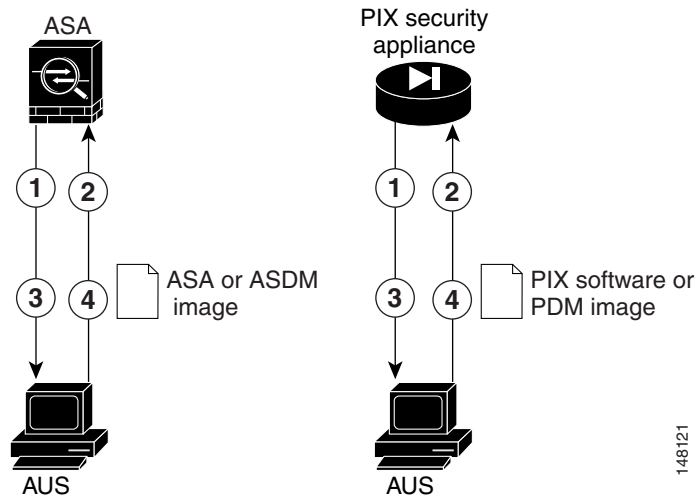 ASA
1
2
3
4
ASA or ASDM
image
AUS
PIX security
appliance
1
2
3
4
PIX software or
PDM image
AUS
148121